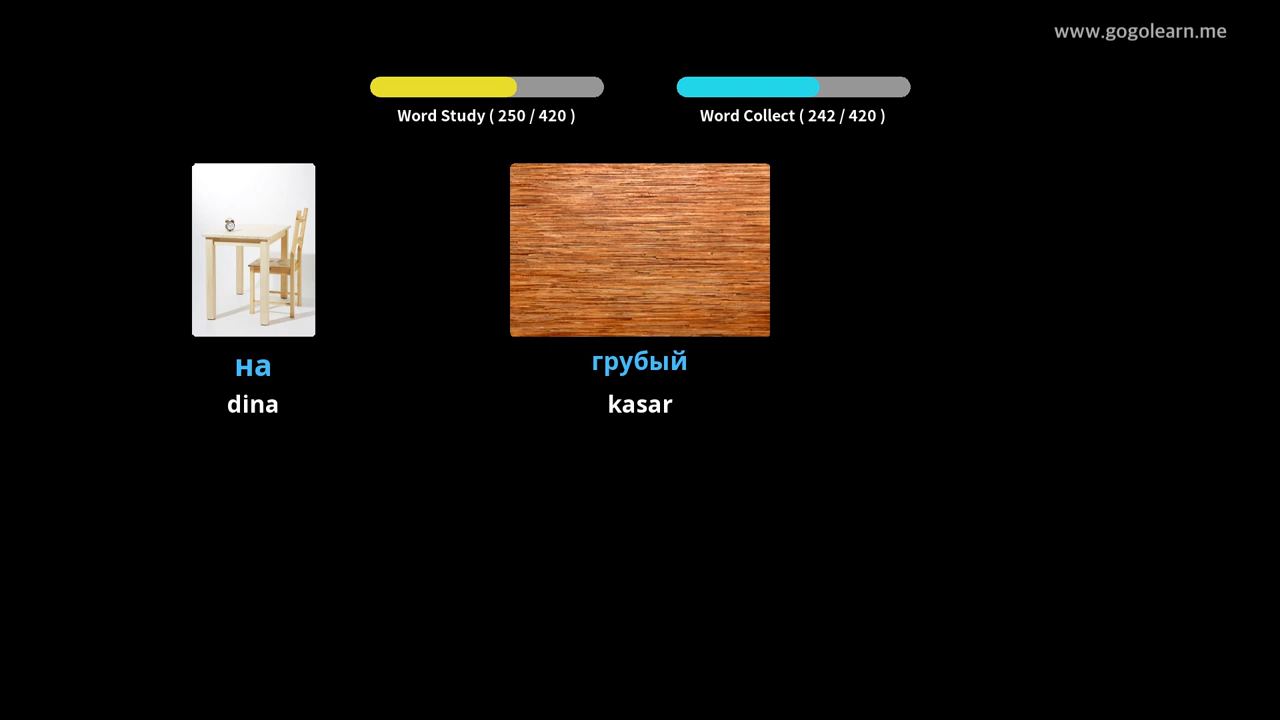 www.gogolearn.me
Word Study ( 250 / 420 )
Word Collect ( 242 / 420 )
на
dina
грубый
kasar